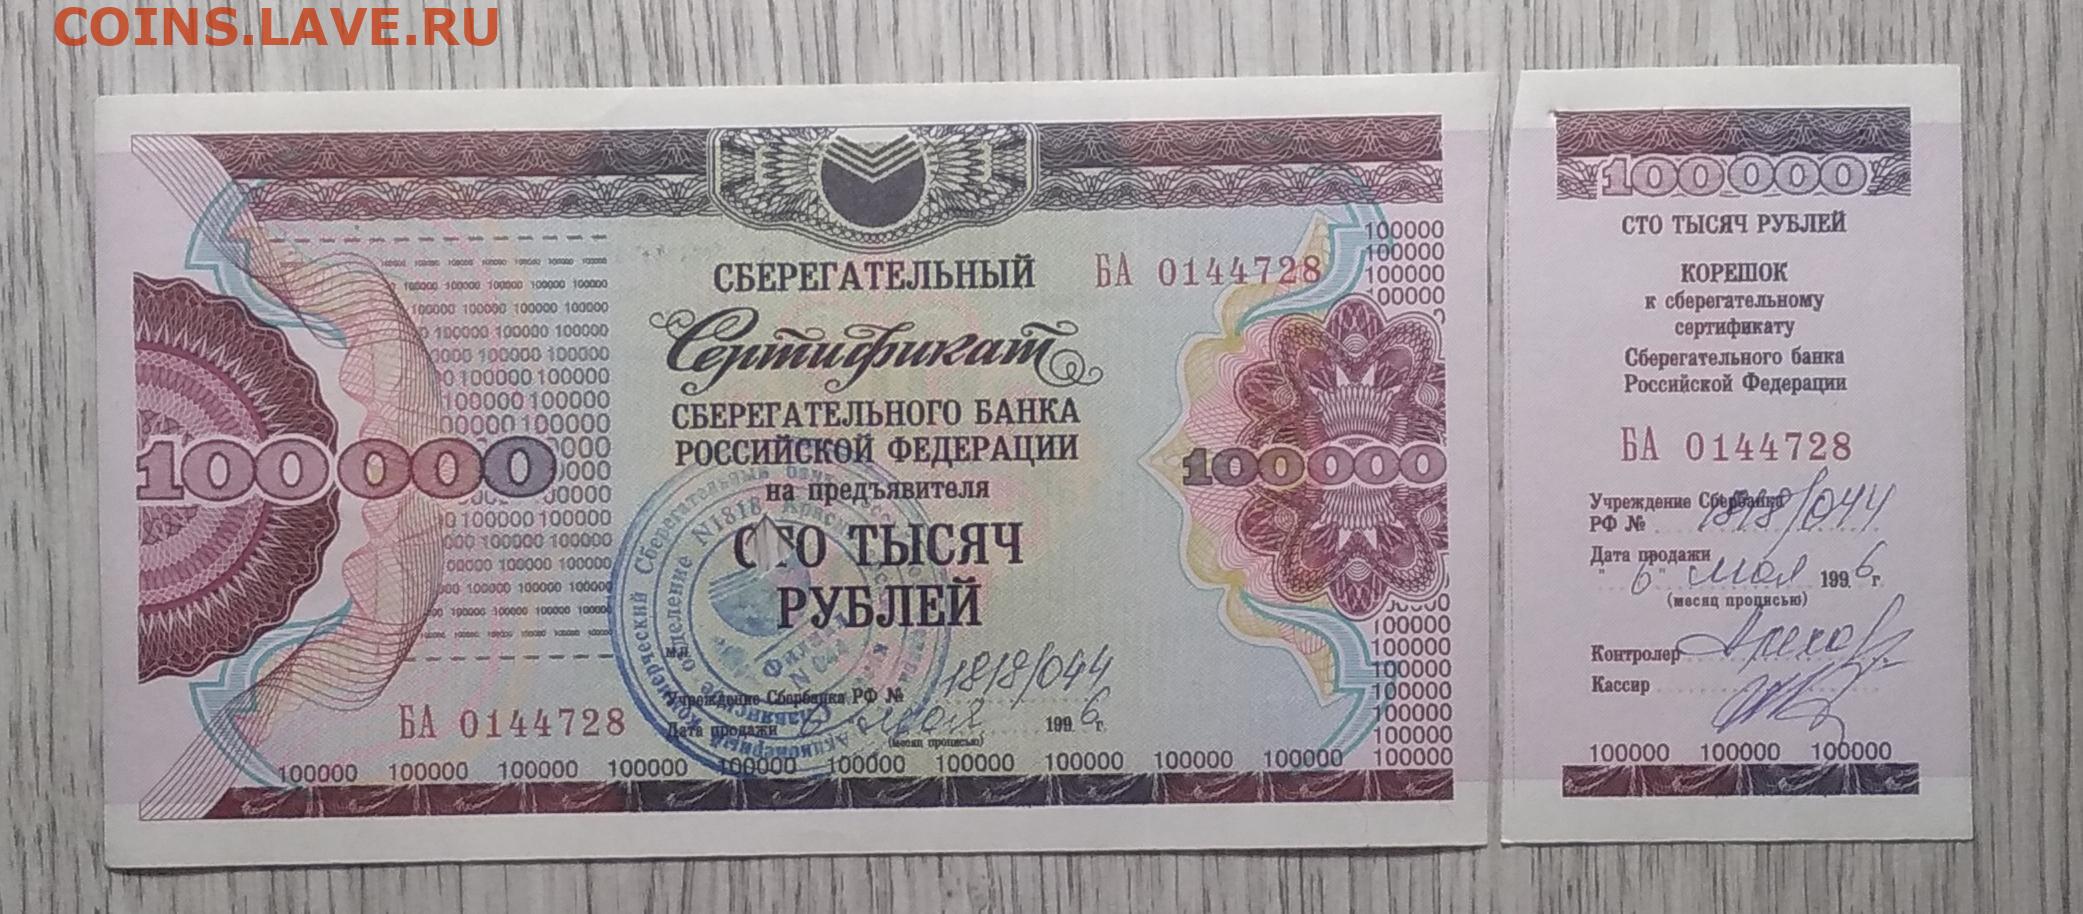 COINS.LAVE.RU
СБЕРЕГАТЕЛЬНЫЙ
БА 0144728
Сертификат
СБЕРЕГАТЕЛЬНОГО БАНКА
РОССИЙСКОЙ ФЕДЕРАЦИИ
на предъявителя
СТО ТЫСЯЧ
РУБЛЕЙ
100000
100000
М.П.
Учреждение Сбербанка РФ № 1818/044
Дата продажи 6 мая 1996 г.
(месяц прописью)
БА 0144728
100000 100000 100000 100000 100000 100000 100000 100000 100000 100000 100000
100000
СТО ТЫСЯЧ РУБЛЕЙ
КОРЕШОК
к сберегательному
сертификату
Сберегательного банка
Российской Федерации
БА 0144728
Учреждение Сбербанка
РФ № 1818/044
Дата продажи
" 6 " мая 1996 г.
(месяц прописью)
Контролер
Кассир
100000 100000 100000